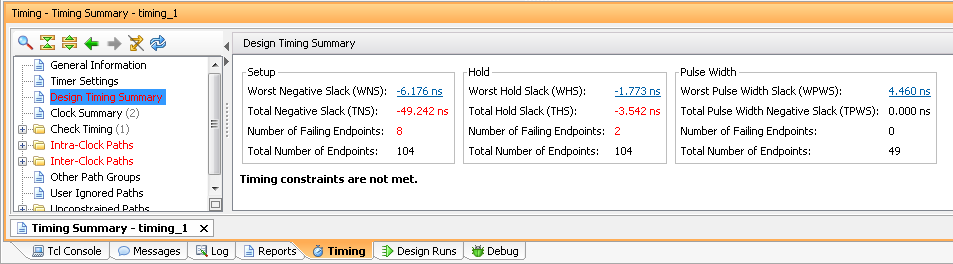 Timing - Timing Summary - timing_1
General Information
Timer Settings
Design Timing Summary
Clock Summary (2)
Check Timing (1)
Intra-Clock Paths
Inter-Clock Paths
Other Path Groups
User Ignored Paths
Unconstrained Paths
Design Timing Summary
Setup
Worst Negative Slack (WNS): -6.176 ns
Total Negative Slack (TNS): -49.242 ns
Number of Failing Endpoints: 8
Total Number of Endpoints: 104
Hold
Worst Hold Slack (WHS): -1.773 ns
Total Hold Slack (THS): -3.542 ns
Number of Failing Endpoints: 2
Total Number of Endpoints: 104
Pulse Width
Worst Pulse Width Slack (WPWS): 4.460 ns
Total Pulse Width Negative Slack (TPWS): 0.000 ns
Number of Failing Endpoints: 0
Total Number of Endpoints: 49
Timing constraints are not met.
Timing Summary - timing_1
Tcl Console Messages Log Reports Timing Design Runs Debug